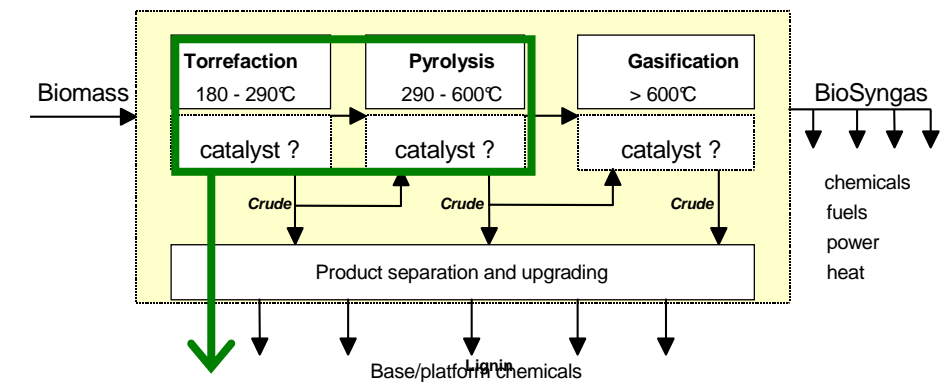 Torrefaction
180 - 290°C
catalyst ?
Pyrolysis
290 - 600°C
catalyst ?
Gasification
> 600°C
catalyst ?
Biomass
BioSyngas
chemicals
fuels
power
heat
Crude
Crude
Crude
Product separation and upgrading
Lignin
Base/platform chemicals